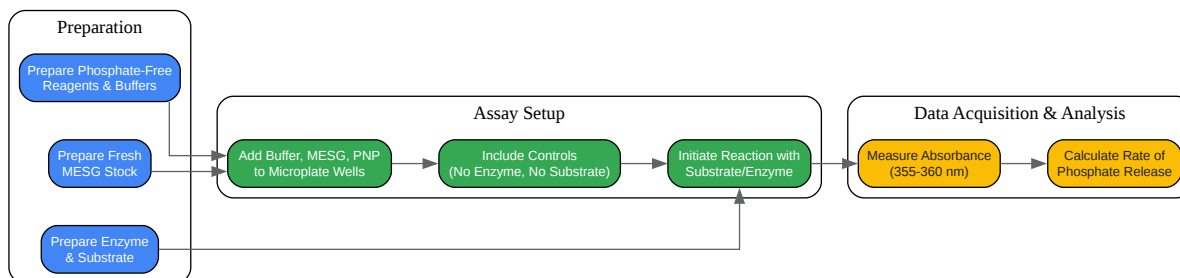 Preparation
Prepare Phosphate-Free
Reagents & Buffers
Prepare Fresh
MESG Stock
Prepare Enzyme
& Substrate
Assay Setup
Add Buffer, MESG, PNP
to Microplate Wells
Include Controls
(No Enzyme, No Substrate)
Initiate Reaction with
Substrate/Enzyme
Data Acquisition & Analysis
Measure Absorbance
(355-360 nm)
Calculate Rate of
Phosphate Release